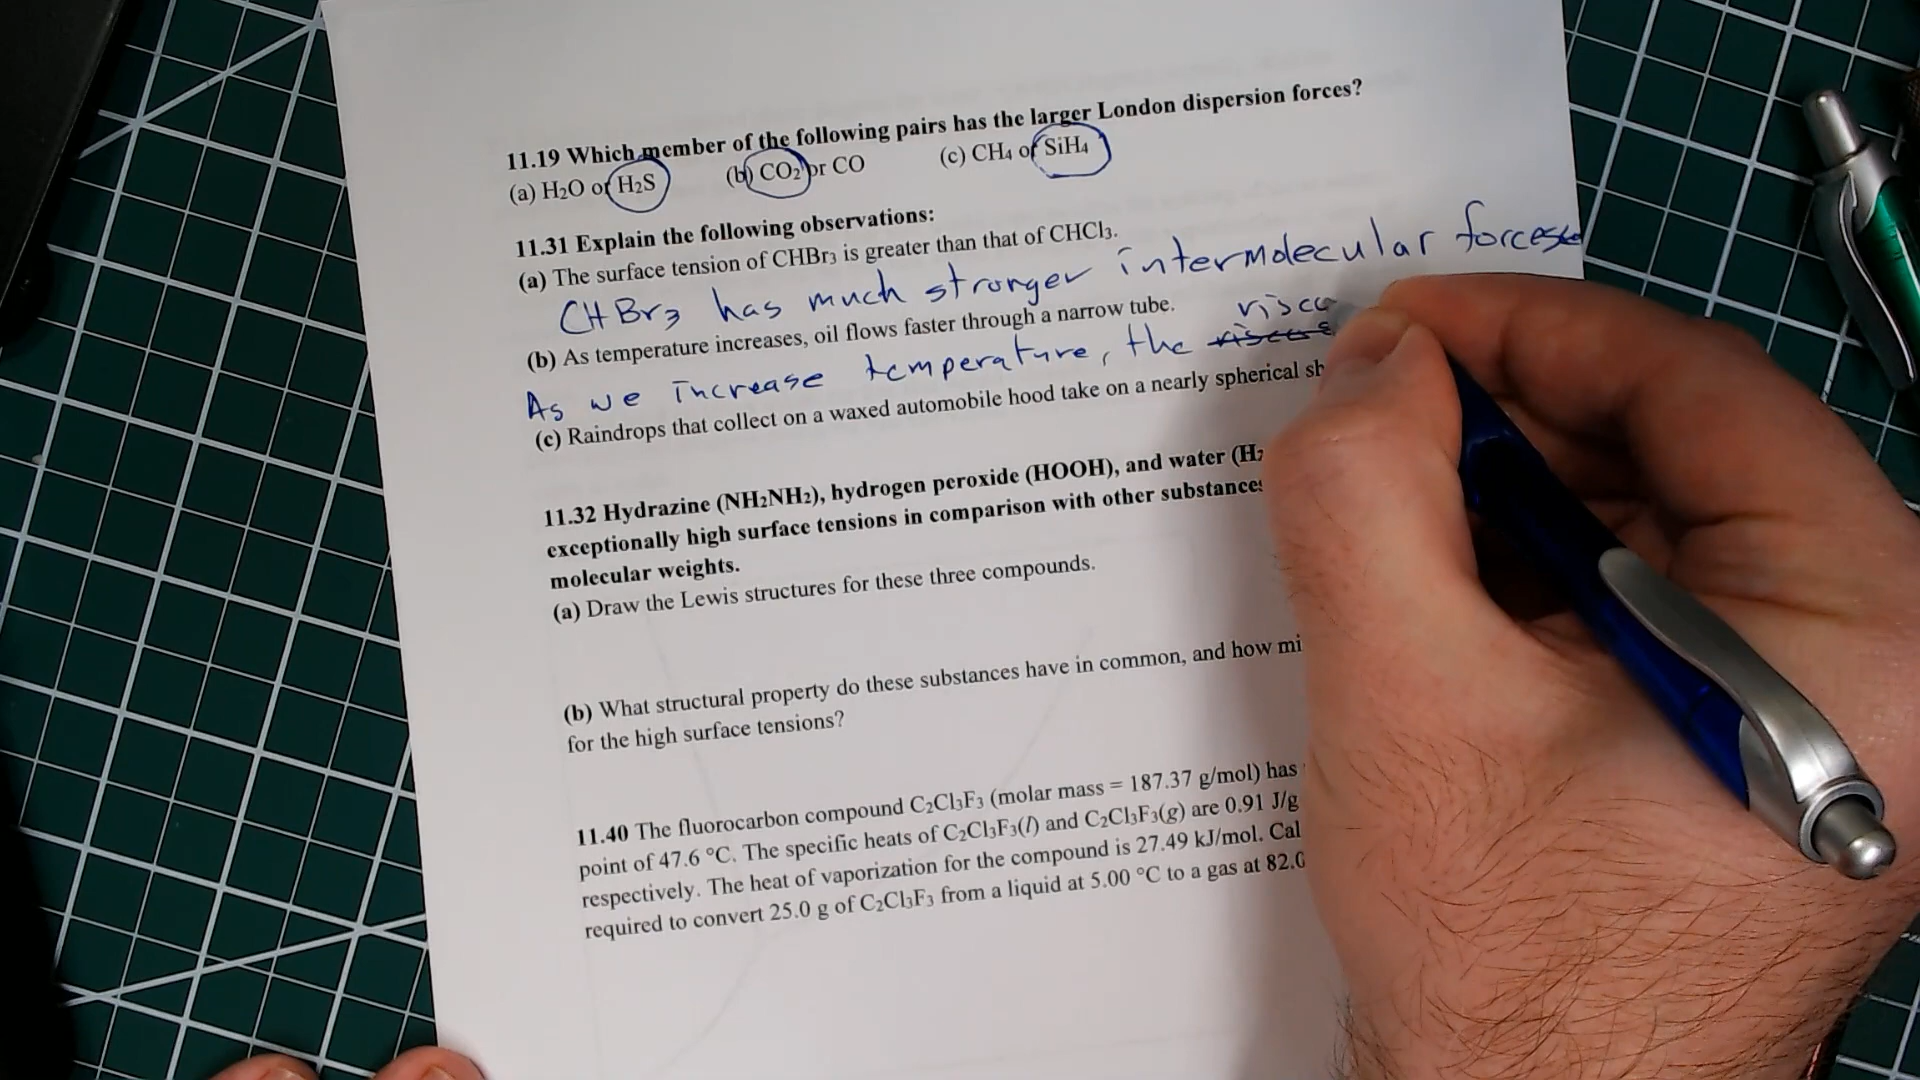 11.19 Which member of the following pairs has the larger London dispersion forces?
(a) H₂O or H₂S (b) CO₂ or CO (c) CH₄ or SiH₄
11.31 Explain the following observations:
(a) The surface tension of CHBr₃ is greater than that of CHCl₃.
CHBr₃ has much stronger intermolecular forces
(b) As temperature increases, oil flows faster through a narrow tube.
As we increase temperature, the visco
(c) Raindrops that collect on a waxed automobile hood take on a nearly spherical sh
11.32 Hydrazine (NH₂NH₂), hydrogen peroxide (HOOH), and water (H₂
exceptionally high surface tensions in comparison with other substances
molecular weights.
(a) Draw the Lewis structures for these three compounds.
(b) What structural property do these substances have in common, and how mi
for the high surface tensions?
11.40 The fluorocarbon compound C₂Cl₃F₃ (molar mass = 187.37 g/mol) has
point of 47.6 °C. The specific heats of C₂Cl₃F₃(l) and C₂Cl₃F₃(g) are 0.91 J/g
respectively. The heat of vaporization for the compound is 27.49 kJ/mol. Cal
required to convert 25.0 g of C₂Cl₃F₃ from a liquid at 5.00 °C to a gas at 82.0